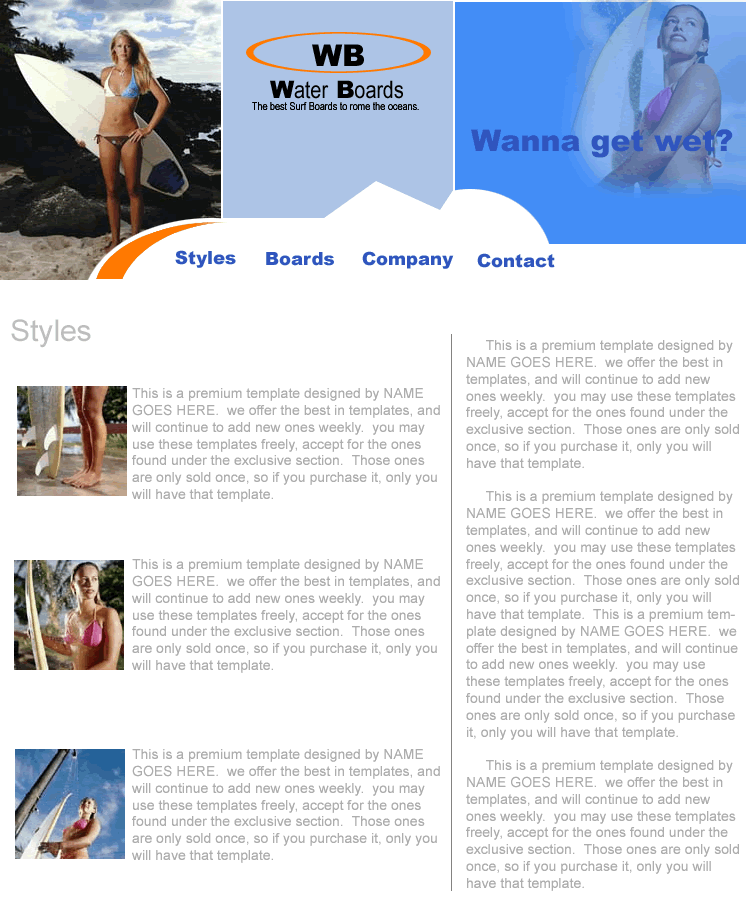 WB
Water Boards
The best Surf Boards to rome the oceans.
Wanna get wet?
Styles Boards Company Contact
Styles
This is a premium template designed by NAME
GOES HERE.  we offer the best in templates, and
will continue to add new ones weekly.  you may
use these templates freely, accept for the ones
found under the exclusive section.  Those ones
are only sold once, so if you purchase it, only you
will have that template.
This is a premium template designed by NAME
GOES HERE.  we offer the best in templates, and
will continue to add new ones weekly.  you may
use these templates freely, accept for the ones
found under the exclusive section.  Those ones
are only sold once, so if you purchase it, only you
will have that template.
This is a premium template designed by NAME
GOES HERE.  we offer the best in templates, and
will continue to add new ones weekly.  you may
use these templates freely, accept for the ones
found under the exclusive section.  Those ones
are only sold once, so if you purchase it, only you
will have that template.
This is a premium template designed by
NAME GOES HERE.  we offer the best in
templates, and will continue to add new
ones weekly.  you may use these templates
freely, accept for the ones found under the
exclusive section.  Those ones are only sold
once, so if you purchase it, only you will
have that template.
This is a premium template designed by
NAME GOES HERE.  we offer the best in
templates, and will continue to add new
ones weekly.  you may use these templates
freely, accept for the ones found under the
exclusive section.  Those ones are only sold
once, so if you purchase it, only you will
have that template.  This is a premium tem-
plate designed by NAME GOES HERE.  we
offer the best in templates, and will continue
to add new ones weekly.  you may use
these templates freely, accept for the ones
found under the exclusive section.  Those
ones are only sold once, so if you purchase
it, only you will have that template.
This is a premium template designed by
NAME GOES HERE.  we offer the best in
templates, and will continue to add new
ones weekly.  you may use these templates
freely, accept for the ones found under the
exclusive section.  Those ones are only sold
once, so if you purchase it, only you will
have that template.